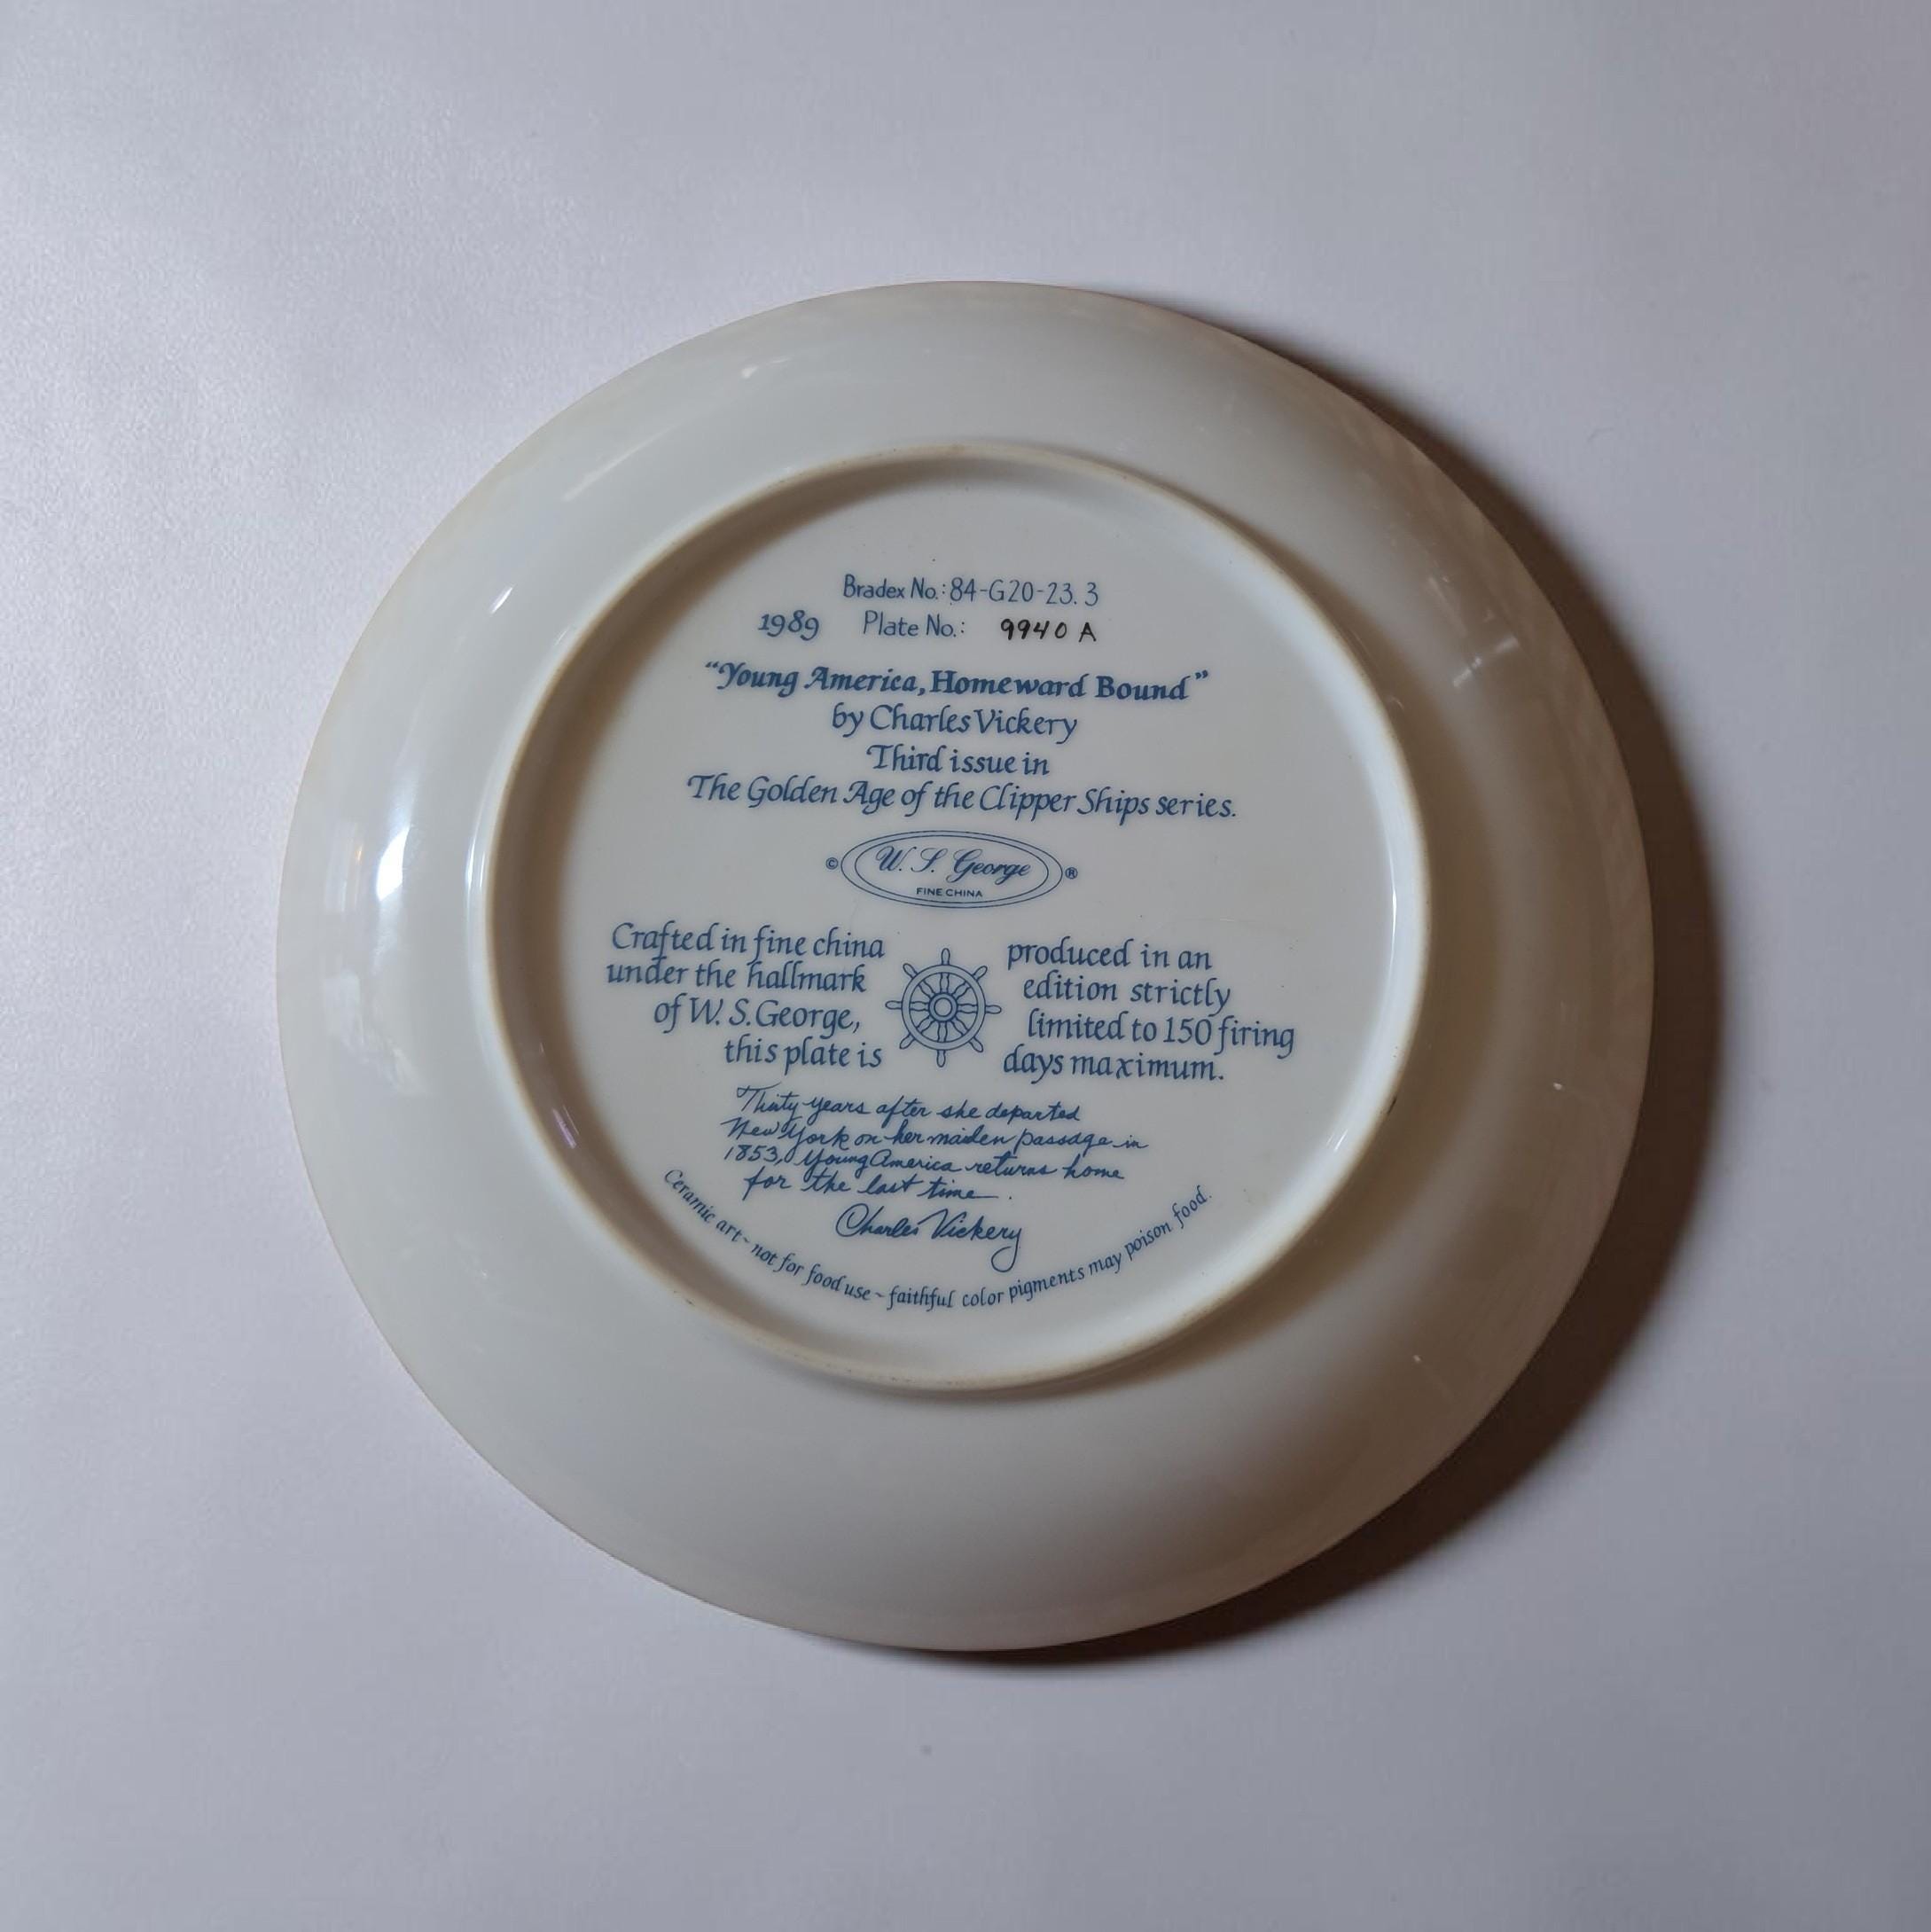 Bradex No.: 84-G20-23.3
1989 Plate No.: 9940 A
“Young America, Homeward Bound”
by Charles Vickery
Third issue in
The Golden Age of the Clipper Ships series.
© W. S. George ®
FINE CHINA
Crafted in fine china
under the hallmark
of W. S. George,
this plate is
produced in an
edition strictly
limited to 150 firing
days maximum.
Thirty years after she departed
New York on her maiden passage in
1853, Young America returns home
for the last time.
Charles Vickery
Ceramic art~not for food use~faithful color pigments may poison food.